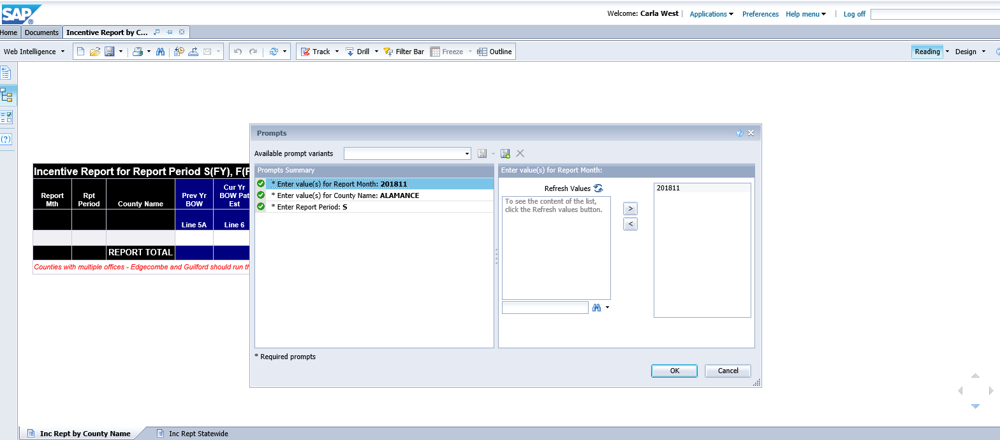 SAP
Welcome: Carla West | Applications Preferences Help menu | Log off
Home Documents Incentive Report by C...
Web Intelligence Track Drill Filter Bar Freeze Outline Reading Design
Prompts
Available prompt variants
Prompts Summary
* Enter value(s) for Report Month: 201811
* Enter value(s) for County Name: ALAMANCE
* Enter Report Period: S
Enter value(s) for Report Month:
Refresh Values
To see the content of the list,
click the Refresh values button.
>
<
201811
* Required prompts
OK Cancel
Incentive Report for Report Period S(FY), F(F
Report
Mth
Rpt
Period
County Name
Prev Yr
BOW
Cur Yr
BOW Pat
Est
Line 5A
Line 6
REPORT TOTAL
Counties with multiple offices - Edgecombe and Guilford should run th
Inc Rept by County Name Inc Rept Statewide